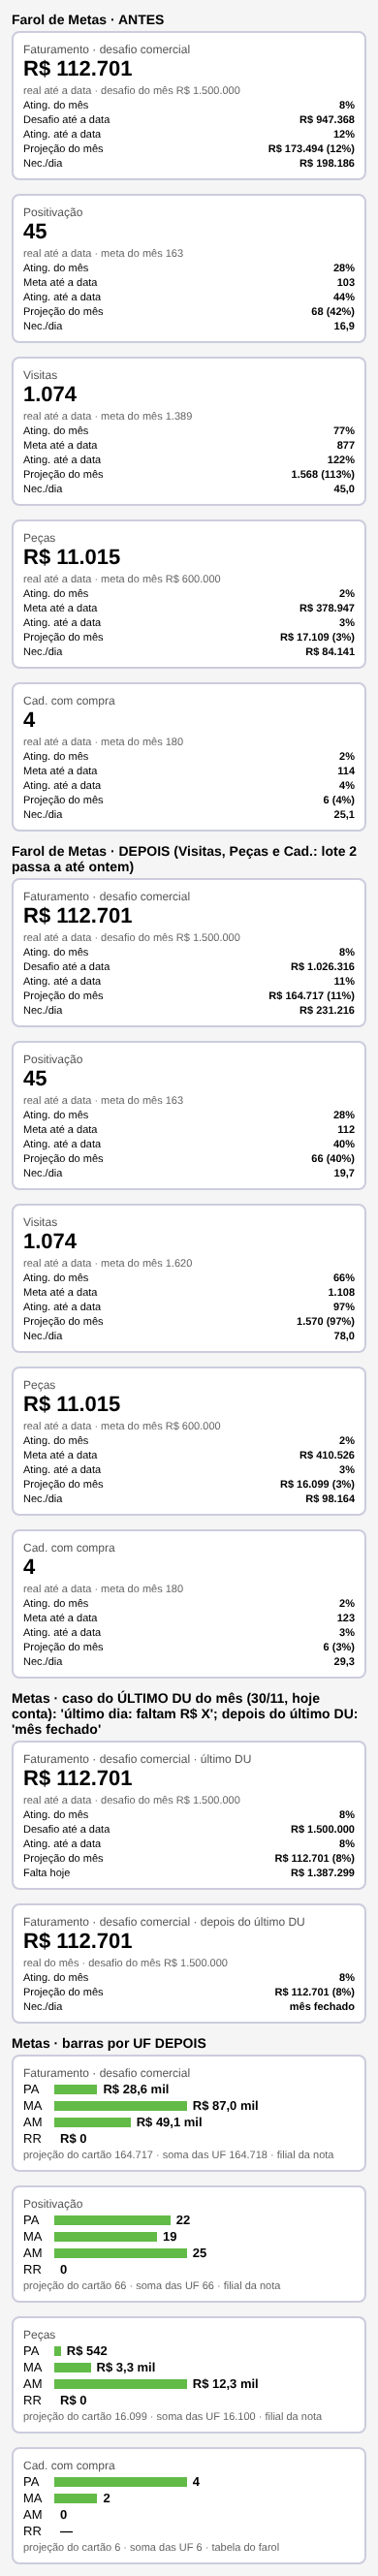 Farol de Metas · ANTES
Faturamento · desafio comercial
R$ 112.701
real até a data · desafio do mês R$ 1.500.000
Ating. do mês 8%
Desafio até a data R$ 947.368
Ating. até a data 12%
Projeção do mês R$ 173.494 (12%)
Nec./dia R$ 198.186
Positivação
45
real até a data · meta do mês 163
Ating. do mês 28%
Meta até a data 103
Ating. até a data 44%
Projeção do mês 68 (42%)
Nec./dia 16,9
Visitas
1.074
real até a data · meta do mês 1.389
Ating. do mês 77%
Meta até a data 877
Ating. até a data 122%
Projeção do mês 1.568 (113%)
Nec./dia 45,0
Peças
R$ 11.015
real até a data · meta do mês R$ 600.000
Ating. do mês 2%
Meta até a data R$ 378.947
Ating. até a data 3%
Projeção do mês R$ 17.109 (3%)
Nec./dia R$ 84.141
Cad. com compra
4
real até a data · meta do mês 180
Ating. do mês 2%
Meta até a data 114
Ating. até a data 4%
Projeção do mês 6 (4%)
Nec./dia 25,1
Farol de Metas · DEPOIS (Visitas, Peças e Cad.: lote 2
passa a até ontem)
Faturamento · desafio comercial
R$ 112.701
real até a data · desafio do mês R$ 1.500.000
Ating. do mês 8%
Desafio até a data R$ 1.026.316
Ating. até a data 11%
Projeção do mês R$ 164.717 (11%)
Nec./dia R$ 231.216
Positivação
45
real até a data · meta do mês 163
Ating. do mês 28%
Meta até a data 112
Ating. até a data 40%
Projeção do mês 66 (40%)
Nec./dia 19,7
Visitas
1.074
real até a data · meta do mês 1.620
Ating. do mês 66%
Meta até a data 1.108
Ating. até a data 97%
Projeção do mês 1.570 (97%)
Nec./dia 78,0
Peças
R$ 11.015
real até a data · meta do mês R$ 600.000
Ating. do mês 2%
Meta até a data R$ 410.526
Ating. até a data 3%
Projeção do mês R$ 16.099 (3%)
Nec./dia R$ 98.164
Cad. com compra
4
real até a data · meta do mês 180
Ating. do mês 2%
Meta até a data 123
Ating. até a data 3%
Projeção do mês 6 (3%)
Nec./dia 29,3
Metas · caso do ÚLTIMO DU do mês (30/11, hoje
conta): 'último dia: faltam R$ X'; depois do último DU:
'mês fechado'
Faturamento · desafio comercial · último DU
R$ 112.701
real até a data · desafio do mês R$ 1.500.000
Ating. do mês 8%
Desafio até a data R$ 1.500.000
Ating. até a data 8%
Projeção do mês R$ 112.701 (8%)
Falta hoje R$ 1.387.299
Faturamento · desafio comercial · depois do último DU
R$ 112.701
real do mês · desafio do mês R$ 1.500.000
Ating. do mês 8%
Projeção do mês R$ 112.701 (8%)
Nec./dia mês fechado
Metas · barras por UF DEPOIS
Faturamento · desafio comercial
PA R$ 28,6 mil
MA R$ 87,0 mil
AM R$ 49,1 mil
RR R$ 0
projeção do cartão 164.717 · soma das UF 164.718 · filial da nota
Positivação
PA 22
MA 19
AM 25
RR 0
projeção do cartão 66 · soma das UF 66 · filial da nota
Peças
PA R$ 542
MA R$ 3,3 mil
AM R$ 12,3 mil
RR R$ 0
projeção do cartão 16.099 · soma das UF 16.100 · filial da nota
Cad. com compra
PA 4
MA 2
AM 0
RR —
projeção do cartão 6 · soma das UF 6 · tabela do farol